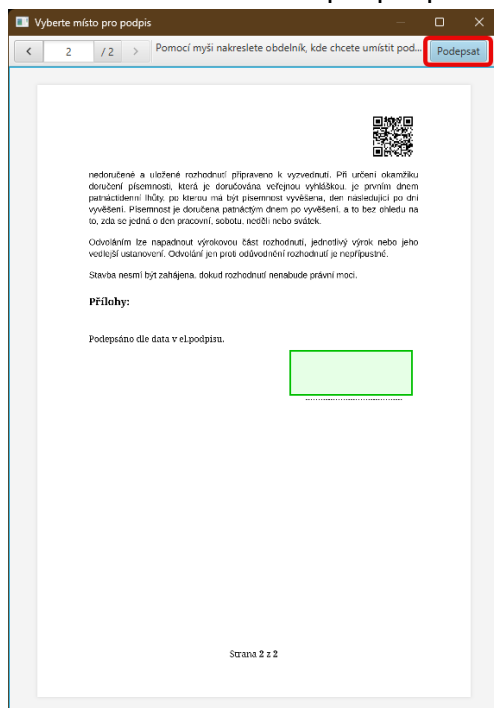 Vyberte místo pro podpis
2 / 2 Pomocí myši nakreslete obdelník, kde chcete umístit pod... Podepsat
nedoručené a uložené rozhodnutí připraveno k vyzvednutí. Při určení okamžiku
doručení písemnosti, která je doručována veřejnou vyhláškou, je prvním dnem
patnáctidenní lhůty, po kterou má být písemnost vyvěšena, den následující po dni
vyvěšení. Písemnost je doručena patnáctým dnem po vyvěšení, a to bez ohledu na
to, zda se jedná o den pracovní, sobotu, neděli nebo svátek.
Odvoláním lze napadnout výrokovou část rozhodnutí, jednotlivý výrok nebo jeho
vedlejší ustanovení. Odvolání jen proti odůvodnění rozhodnutí je nepřípustné.
Stavba nesmí být zahájena, dokud rozhodnutí nenabude právní moci.
Přílohy:
Podepsáno dle data v el.podpisu.
Strana 2 z 2